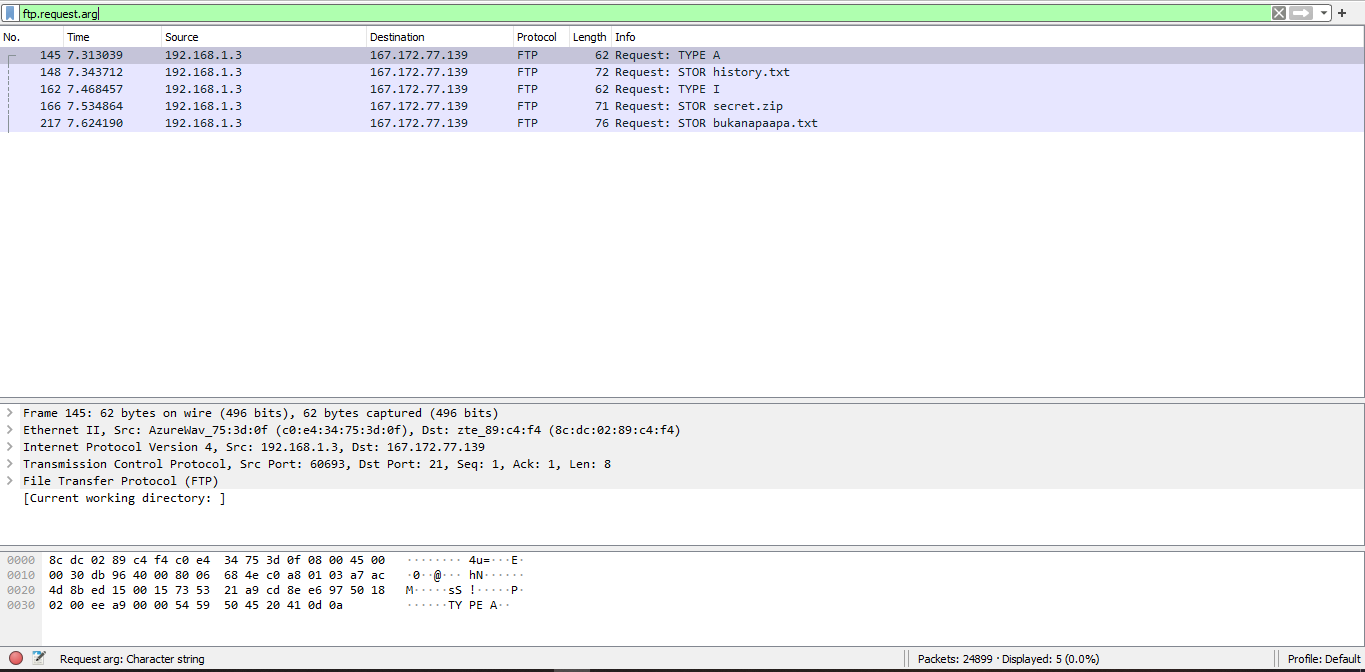 ftp.request.arg
No. Time Source Destination Protocol Length Info
145 7.313039 192.168.1.3 167.172.77.139 FTP 62 Request: TYPE A
148 7.343712 192.168.1.3 167.172.77.139 FTP 72 Request: STOR history.txt
162 7.468457 192.168.1.3 167.172.77.139 FTP 62 Request: TYPE I
166 7.534864 192.168.1.3 167.172.77.139 FTP 71 Request: STOR secret.zip
217 7.624190 192.168.1.3 167.172.77.139 FTP 76 Request: STOR bukanapaapa.txt
Frame 145: 62 bytes on wire (496 bits), 62 bytes captured (496 bits)
Ethernet II, Src: AzureWav_75:3d:0f (c0:e4:34:75:3d:0f), Dst: zte_89:c4:f4 (8c:dc:02:89:c4:f4)
Internet Protocol Version 4, Src: 192.168.1.3, Dst: 167.172.77.139
Transmission Control Protocol, Src Port: 60693, Dst Port: 21, Seq: 1, Ack: 1, Len: 8
File Transfer Protocol (FTP)
[Current working directory: ]
0000 8c dc 02 89 c4 f4 c0 e4 34 75 3d 0f 08 00 45 00 ········ 4u=···E·
0010 00 30 db 96 40 00 80 06 68 4e c0 a8 01 03 a7 ac ·0··@··· hN······
0020 4d 8b ed 15 00 15 73 53 21 a9 cd 8e e6 97 50 18 M·····sS !·····P·
0030 02 00 ee a9 00 00 54 59 50 45 20 41 0d 0a ······TY PE A··
Request arg: Character string Packets: 24899 · Displayed: 5 (0.0%) Profile: Default